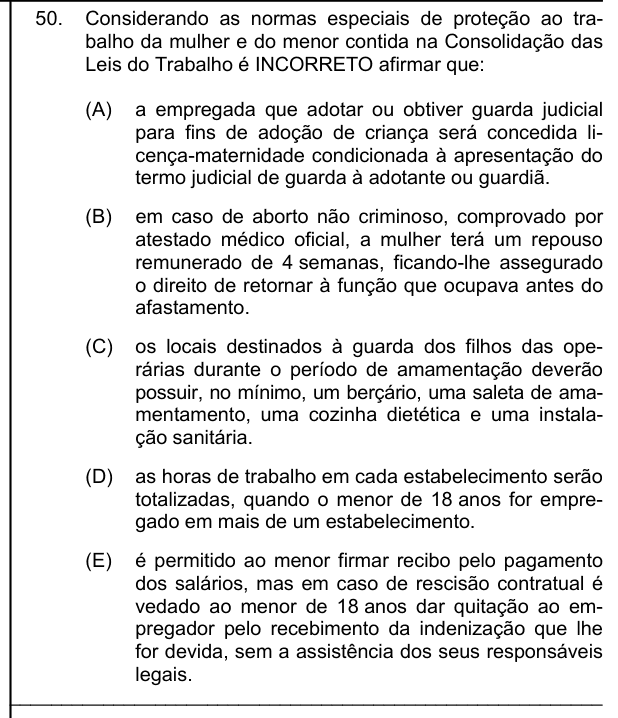 50. Considerando as normas especiais de proteção ao tra-
balho da mulher e do menor contida na Consolidação das
Leis do Trabalho é INCORRETO afirmar que:
(A) a empregada que adotar ou obtiver guarda judicial
para fins de adoção de criança será concedida li-
cença-maternidade condicionada à apresentação do
termo judicial de guarda à adotante ou guardiã.
(B) em caso de aborto não criminoso, comprovado por
atestado médico oficial, a mulher terá um repouso
remunerado de 4 semanas, ficando-lhe assegurado
o direito de retornar à função que ocupava antes do
afastamento.
(C) os locais destinados à guarda dos filhos das ope-
rárias durante o período de amamentação deverão
possuir, no mínimo, um berçário, uma saleta de ama-
mentamento, uma cozinha dietética e uma instala-
ção sanitária.
(D) as horas de trabalho em cada estabelecimento serão
totalizadas, quando o menor de 18 anos for empre-
gado em mais de um estabelecimento.
(E) é permitido ao menor firmar recibo pelo pagamento
dos salários, mas em caso de rescisão contratual é
vedado ao menor de 18 anos dar quitação ao em-
pregador pelo recebimento da indenização que lhe
for devida, sem a assistência dos seus responsáveis
legais.